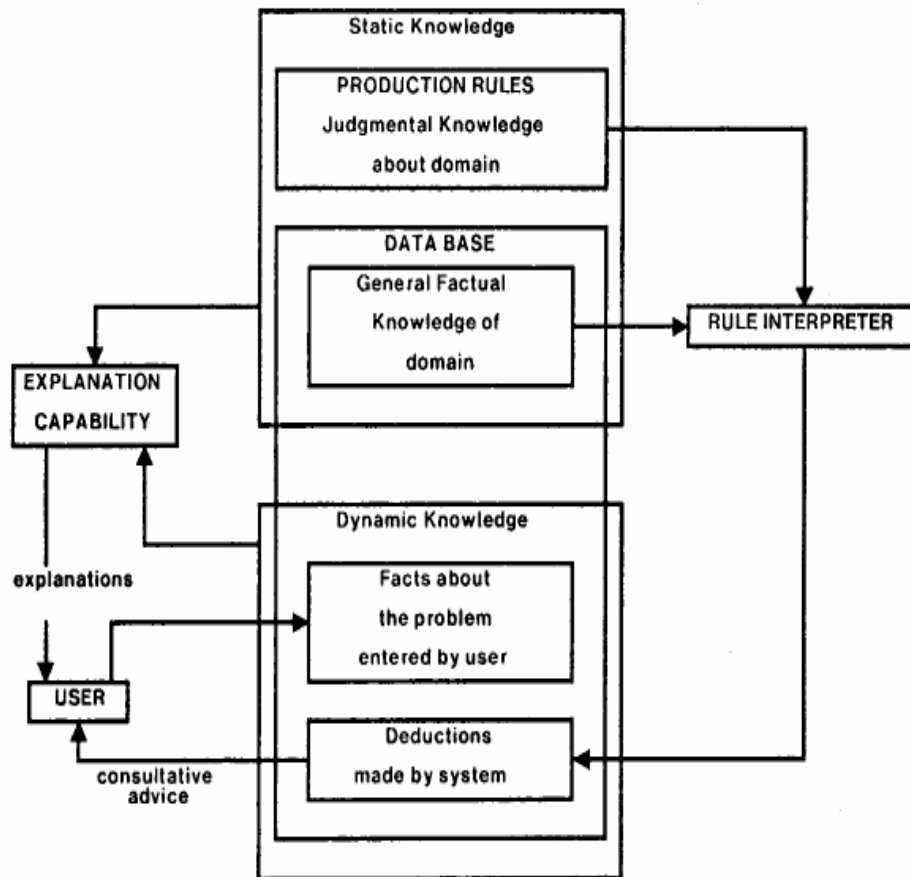 Static Knowledge
PRODUCTION RULES
Judgmental Knowledge
about domain
DATA BASE
General Factual
Knowledge of
domain
RULE INTERPRETER
EXPLANATION
CAPABILITY
Dynamic Knowledge
explanations
Facts about
the problem
entered by user
USER
Deductions
made by system
consultative
advice